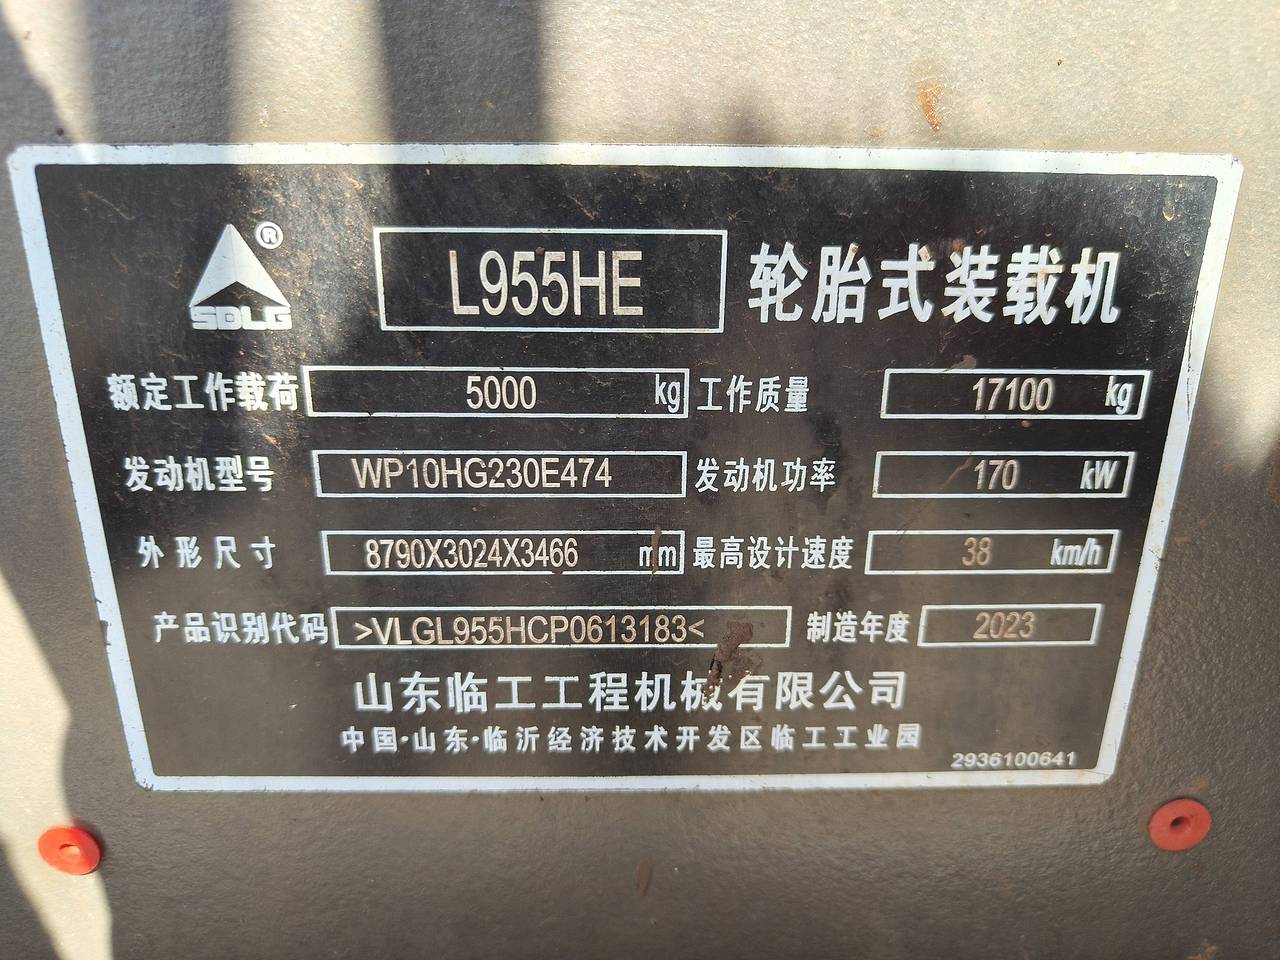 SDLG® L955HE 轮胎式装载机
额定工作载荷 5000 kg 工作质量 17100 kg
发动机型号 WP10HG230E474 发动机功率 170 kW
外形尺寸 8790X3024X3466 mm 最高设计速度 38 km/h
产品识别代码 >VLGL955HCP0613183< 制造年度 2023
山东临工工程机械有限公司
中国·山东·临沂经济技术开发区临工工业园
2936100641